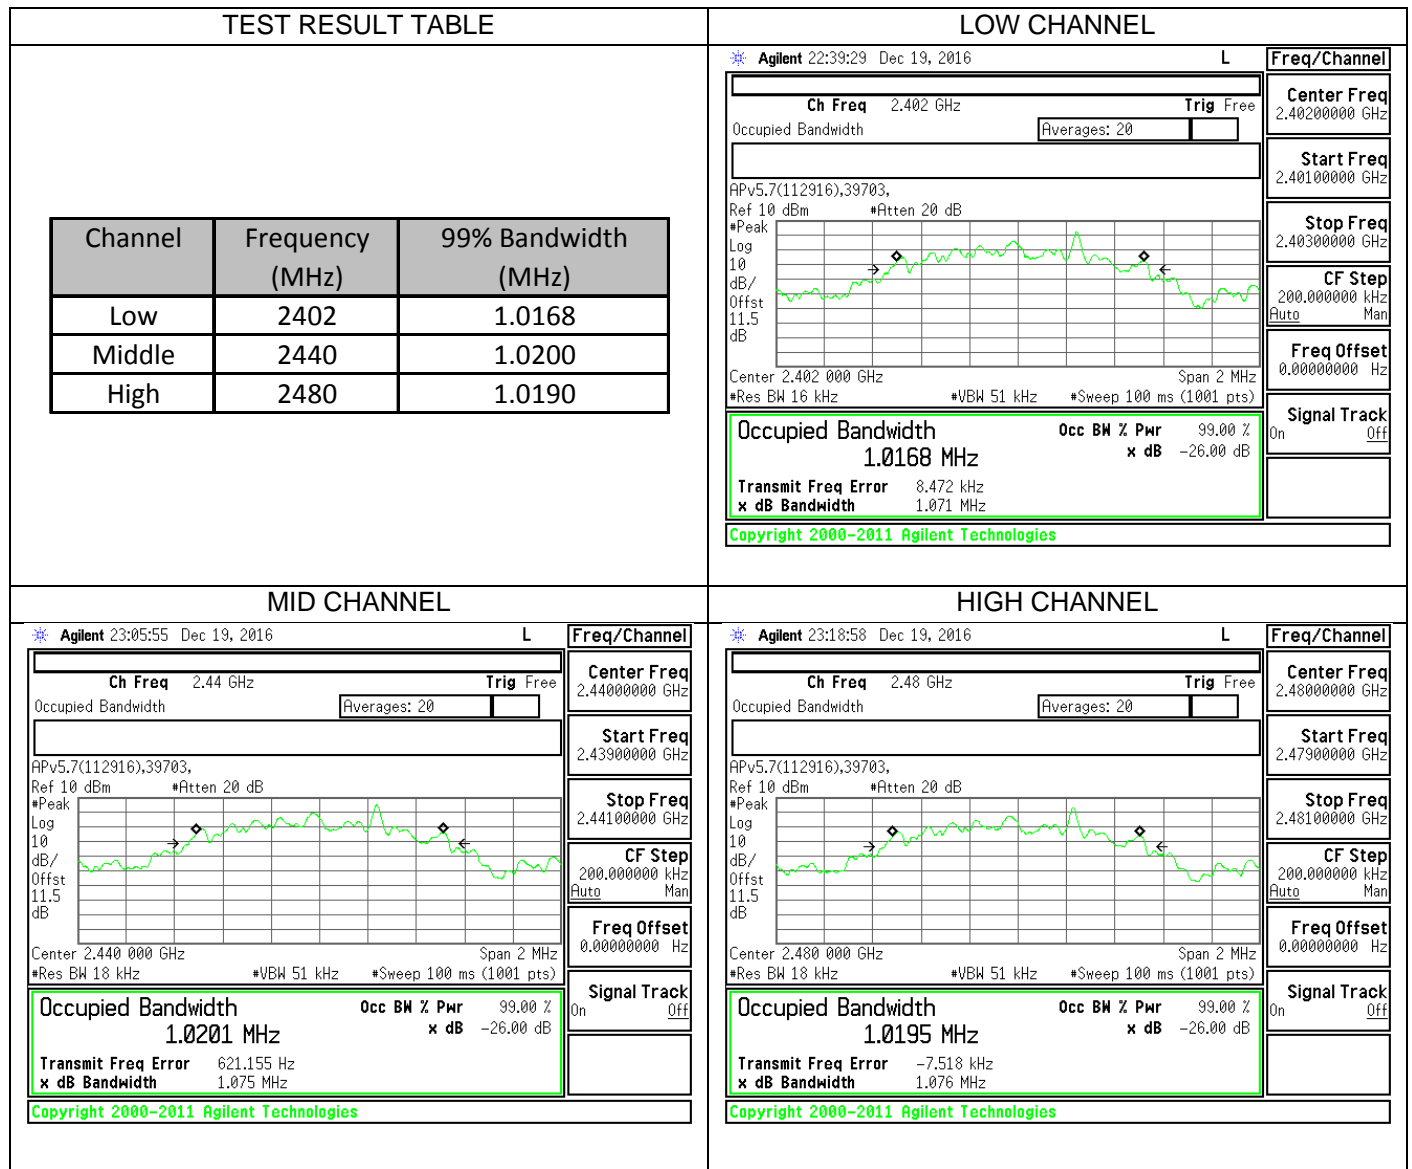 TEST RESULT TABLE
Channel Frequency (MHz) 99% Bandwidth (MHz)
Low 2402 1.0168
Middle 2440 1.0200
High 2480 1.0190
LOW CHANNEL
Agilent 22:39:29 Dec 19, 2016 L
Freq/Channel
Ch Freq 2.402 GHz Trig Free
Occupied Bandwidth Averages: 20
APv5.7(112916),39703,
Ref 10 dBm #Atten 20 dB
#Peak
Log
10
dB/
Offst
11.5
dB
Center 2.402 000 GHz Span 2 MHz
#Res BW 16 kHz #VBW 51 kHz #Sweep 100 ms (1001 pts)
Occupied Bandwidth Occ BW % Pwr 99.00 %
1.0168 MHz x dB -26.00 dB
Transmit Freq Error 8.472 kHz
x dB Bandwidth 1.071 MHz
Copyright 2000-2011 Agilent Technologies
Center Freq
2.40200000 GHz
Start Freq
2.40100000 GHz
Stop Freq
2.40300000 GHz
CF Step
200.000000 kHz
Auto Man
Freq Offset
0.00000000 Hz
Signal Track
On Off
MID CHANNEL
Agilent 23:05:55 Dec 19, 2016 L
Freq/Channel
Ch Freq 2.44 GHz Trig Free
Occupied Bandwidth Averages: 20
APv5.7(112916),39703,
Ref 10 dBm #Atten 20 dB
#Peak
Log
10
dB/
Offst
11.5
dB
Center 2.440 000 GHz Span 2 MHz
#Res BW 18 kHz #VBW 51 kHz #Sweep 100 ms (1001 pts)
Occupied Bandwidth Occ BW % Pwr 99.00 %
1.0201 MHz x dB -26.00 dB
Transmit Freq Error 621.155 Hz
x dB Bandwidth 1.075 MHz
Copyright 2000-2011 Agilent Technologies
Center Freq
2.44000000 GHz
Start Freq
2.43900000 GHz
Stop Freq
2.44100000 GHz
CF Step
200.000000 kHz
Auto Man
Freq Offset
0.00000000 Hz
Signal Track
On Off
HIGH CHANNEL
Agilent 23:18:58 Dec 19, 2016 L
Freq/Channel
Ch Freq 2.48 GHz Trig Free
Occupied Bandwidth Averages: 20
APv5.7(112916),39703,
Ref 10 dBm #Atten 20 dB
#Peak
Log
10
dB/
Offst
11.5
dB
Center 2.480 000 GHz Span 2 MHz
#Res BW 18 kHz #VBW 51 kHz #Sweep 100 ms (1001 pts)
Occupied Bandwidth Occ BW % Pwr 99.00 %
1.0195 MHz x dB -26.00 dB
Transmit Freq Error -7.518 kHz
x dB Bandwidth 1.076 MHz
Copyright 2000-2011 Agilent Technologies
Center Freq
2.48000000 GHz
Start Freq
2.47900000 GHz
Stop Freq
2.48100000 GHz
CF Step
200.000000 kHz
Auto Man
Freq Offset
0.00000000 Hz
Signal Track
On Off